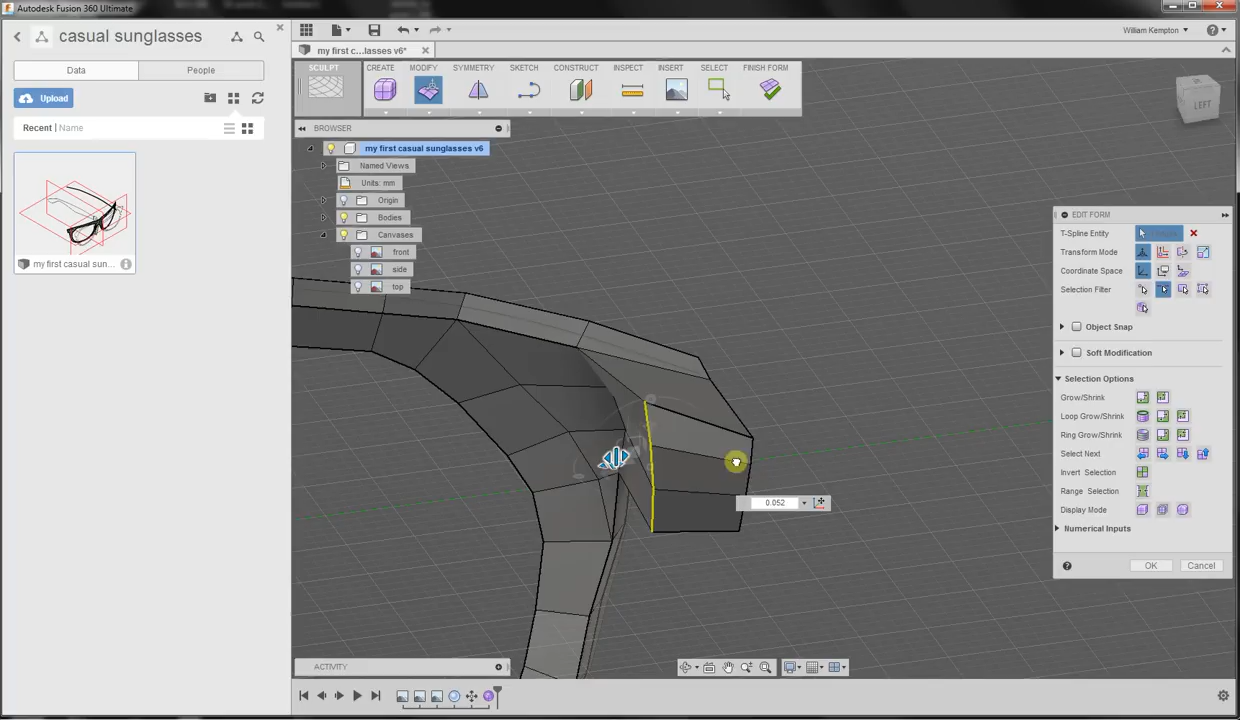 Autodesk Fusion 360 Ultimate
casual sunglasses
William Kempton
my first c...lasses v6*
Data
People
SCULPT
CREATE
MODIFY
SYMMETRY
SKETCH
CONSTRUCT
INSPECT
INSERT
SELECT
FINISH FORM
Upload
LEFT
Recent | Name
BROWSER
my first casual sunglasses v6
Named Views
Units: mm
Origin
Bodies
Canvases
front
side
top
my first casual sun...
EDIT FORM
T-Spline Entity
Transform Mode
Coordinate Space
Selection Filter
Object Snap
Soft Modification
Selection Options
Grow/Shrink
Loop Grow/Shrink
Ring Grow/Shrink
Select Next
Invert Selection
Range Selection
Display Mode
Numerical Inputs
OK
Cancel
0.052
ACTIVITY